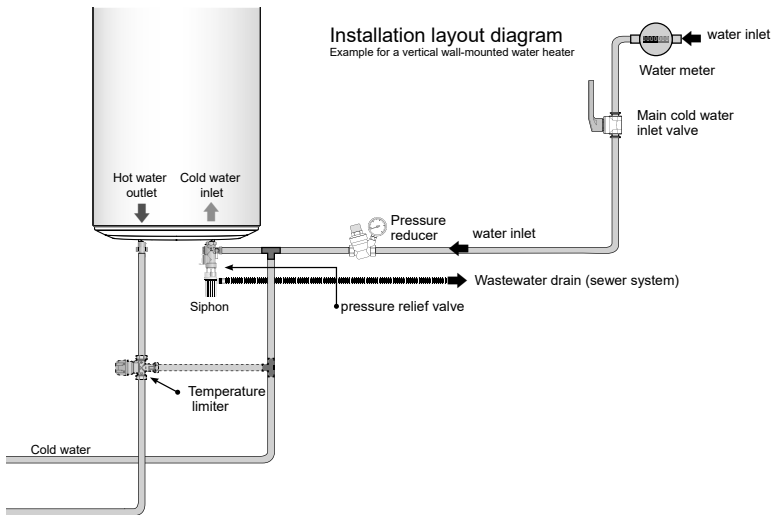 Installation layout diagram
Example for a vertical wall-mounted water heater
water inlet
Water meter
Main cold water
inlet valve
Hot water
outlet
Cold water
inlet
Pressure
reducer
water inlet
Wastewater drain (sewer system)
Siphon
pressure relief valve
Temperature
limiter
Cold water